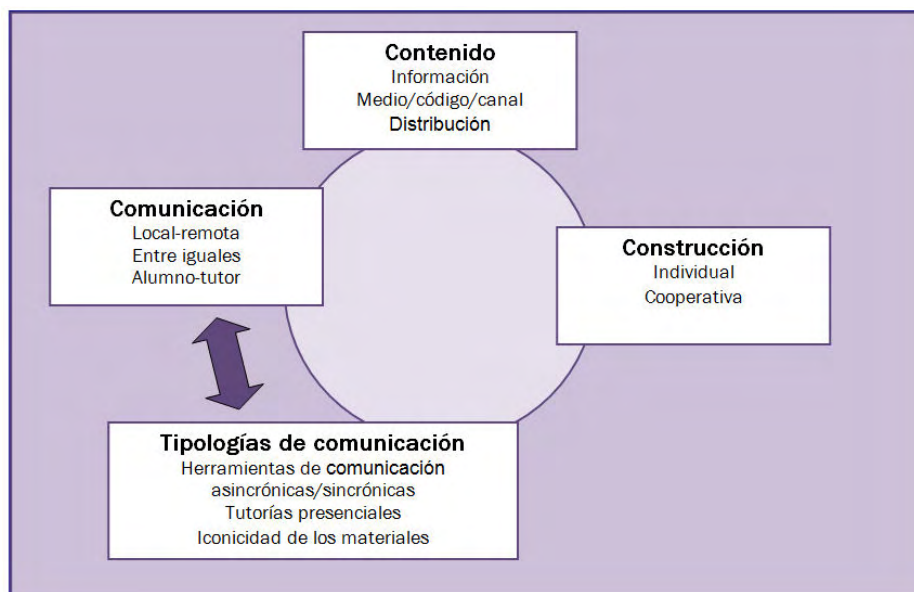 Contenido
Información
Medio/código/canal
Distribución
Comunicación
Local-remota
Entre iguales
Alumno-tutor
Construcción
Individual
Cooperativa
Tipologías de comunicación
Herramientas de comunicación
asincrónicas/sincrónicas
Tutorías presenciales
Iconicidad de los materiales